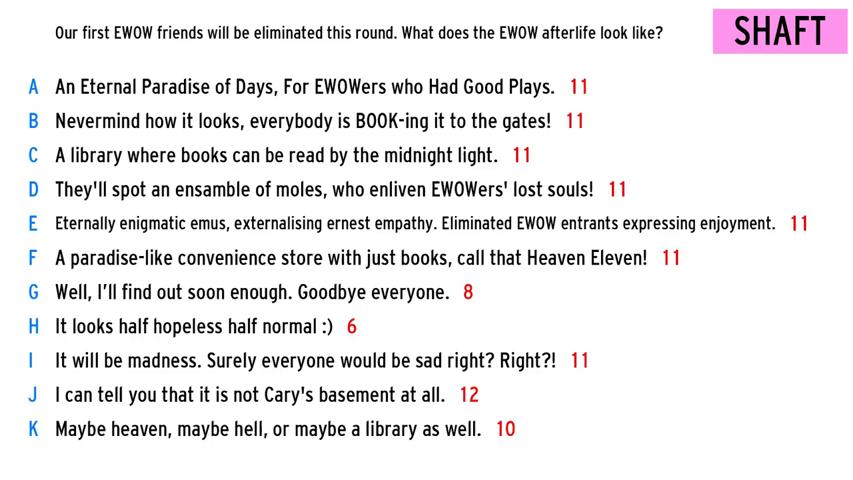 Our first EWOW friends will be eliminated this round. What does the EWOW afterlife look like?
SHAFT
A An Eternal Paradise of Days, For EWOWers who Had Good Plays. 11
B Nevermind how it looks, everybody is BOOK-ing it to the gates! 11
C A library where books can be read by the midnight light. 11
D They'll spot an ensamble of moles, who enliven EWOWers' lost souls! 11
E Eternally enigmatic emus, externalising ernest empathy. Eliminated EWOW entrants expressing enjoyment. 11
F A paradise-like convenience store with just books, call that Heaven Eleven! 11
G Well, I’ll find out soon enough. Goodbye everyone. 8
H It looks half hopeless half normal :) 6
I It will be madness. Surely everyone would be sad right? Right?! 11
J I can tell you that it is not Cary's basement at all. 12
K Maybe heaven, maybe hell, or maybe a library as well. 10